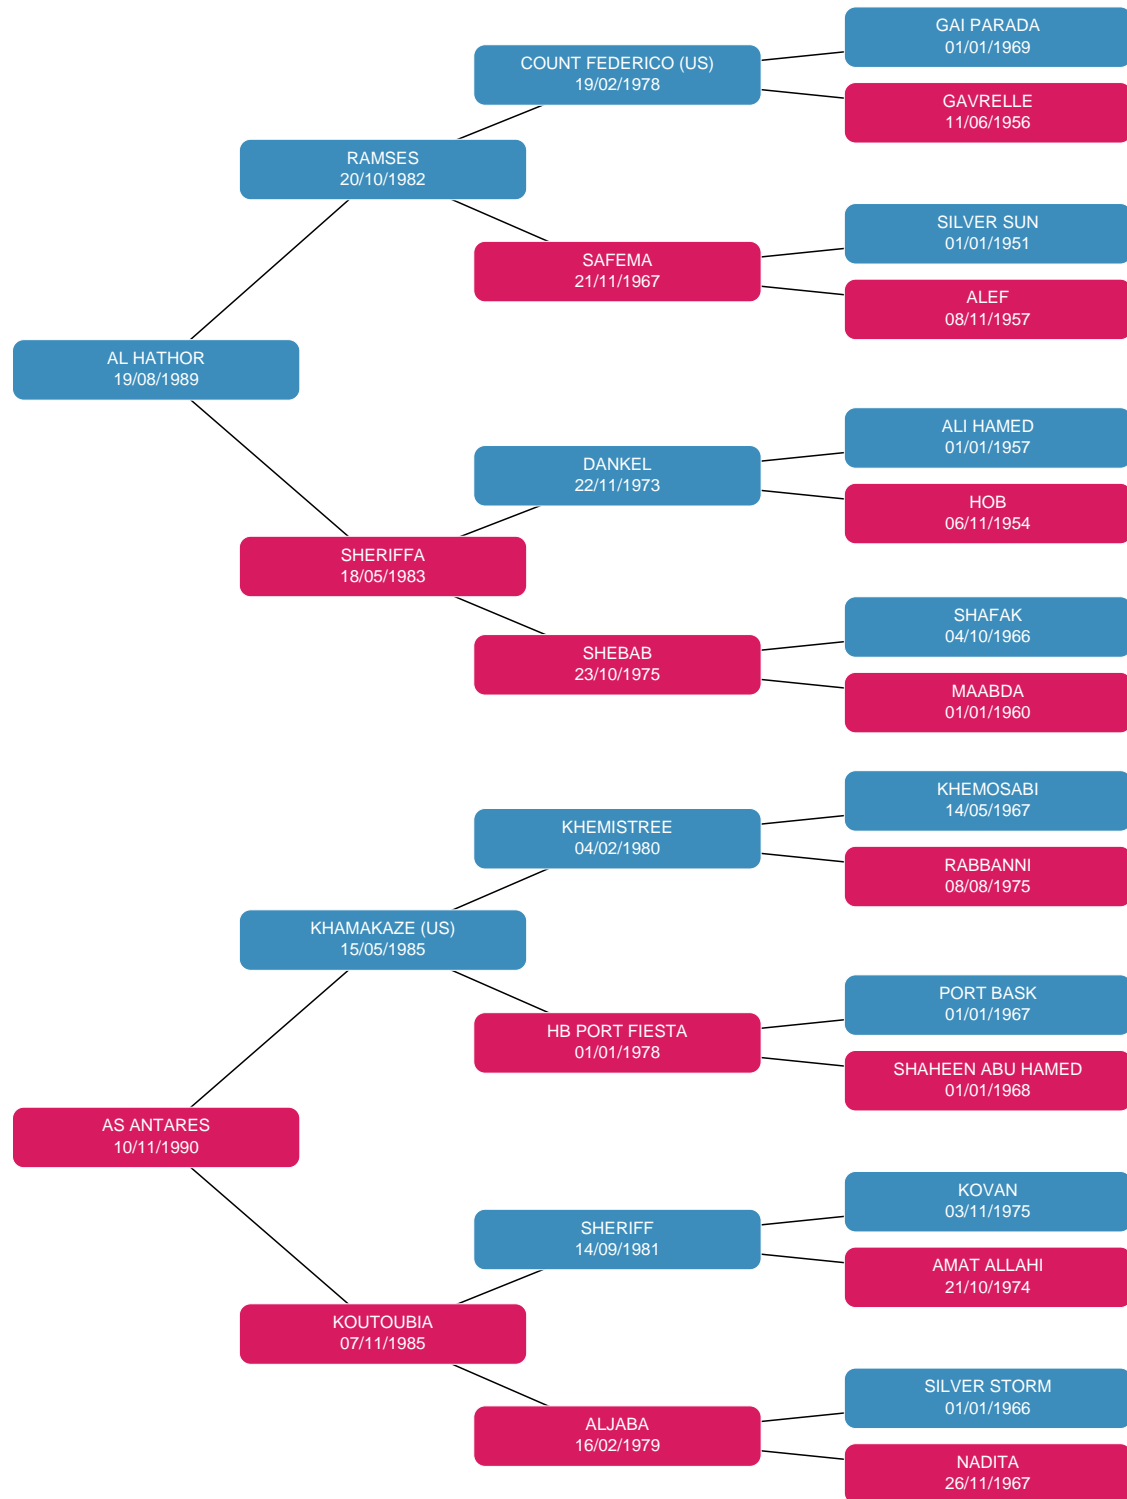 GAI PARADA
01/01/1969
COUNT FEDERICO (US)
19/02/1978
GAVRELLE
11/06/1956
RAMSES
20/10/1982
SILVER SUN
01/01/1951
SAFEMA
21/11/1967
ALEF
08/11/1957
AL HATHOR
19/08/1989
ALI HAMED
01/01/1957
DANKEL
22/11/1973
HOB
06/11/1954
SHERIFFA
18/05/1983
SHAFAK
04/10/1966
SHEBAB
23/10/1975
MAABDA
01/01/1960
KHEMOSABI
14/05/1967
KHEMISTREE
04/02/1980
RABBANNI
08/08/1975
KHAMAKAZE (US)
15/05/1985
PORT BASK
01/01/1967
HB PORT FIESTA
01/01/1978
SHAHEEN ABU HAMED
01/01/1968
AS ANTARES
10/11/1990
KOVAN
03/11/1975
SHERIFF
14/09/1981
AMAT ALLAHI
21/10/1974
KOUTOUBIA
07/11/1985
SILVER STORM
01/01/1966
ALJABA
16/02/1979
NADITA
26/11/1967